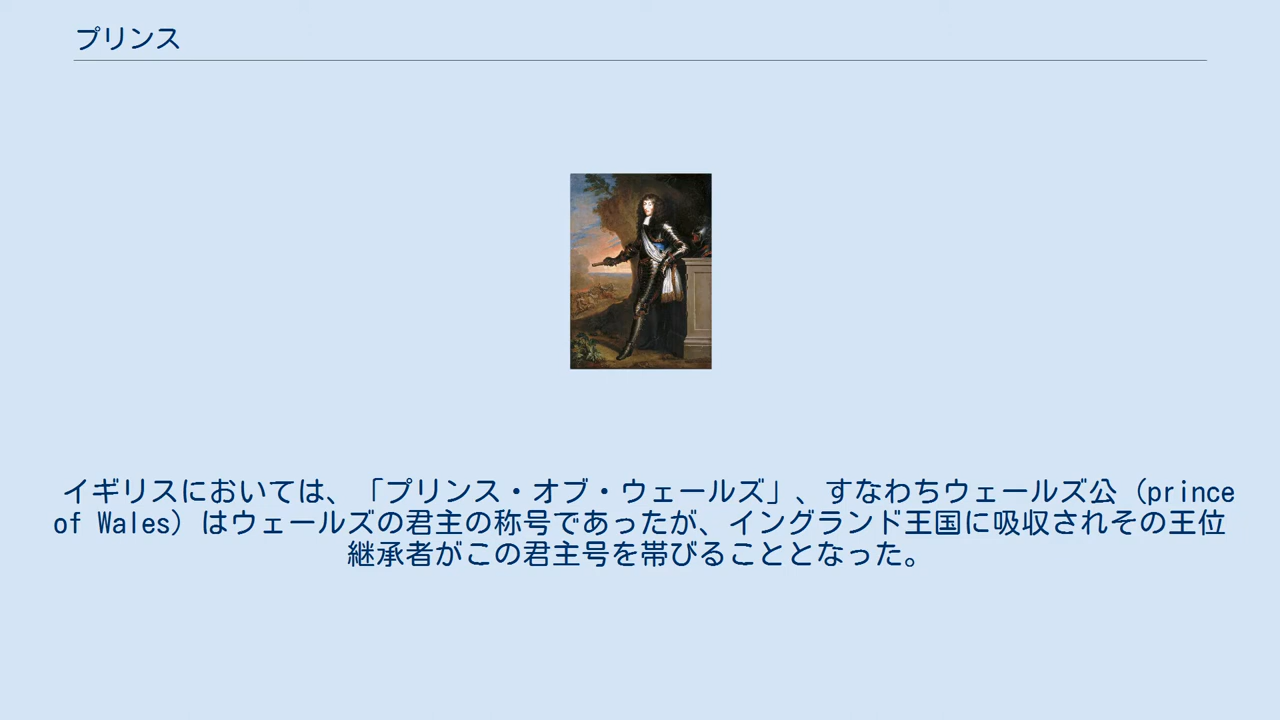 プリンス
イギリスにおいては、「プリンス・オブ・ウェールズ」、すなわちウェールズ公（prince
of Wales）はウェールズの君主の称号であったが、イングランド王国に吸収されその王位
継承者がこの君主号を帯びることとなった。